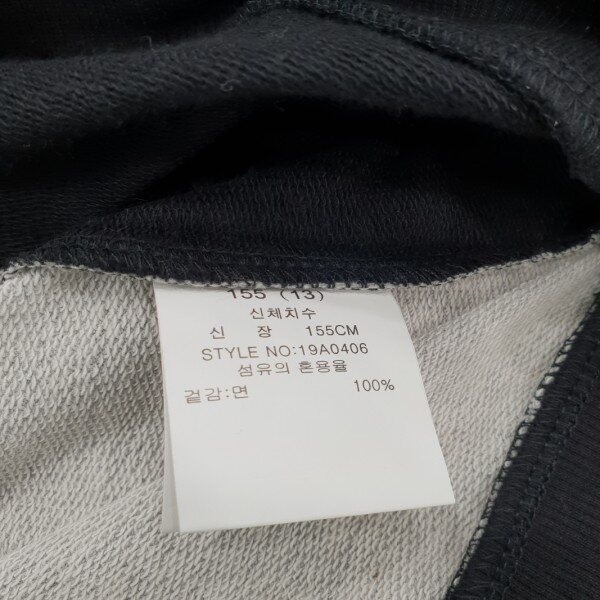 155 (13)
신체치수
신 장 155CM
STYLE NO:19A0406
섬유의 혼용율
겉감:면 100%